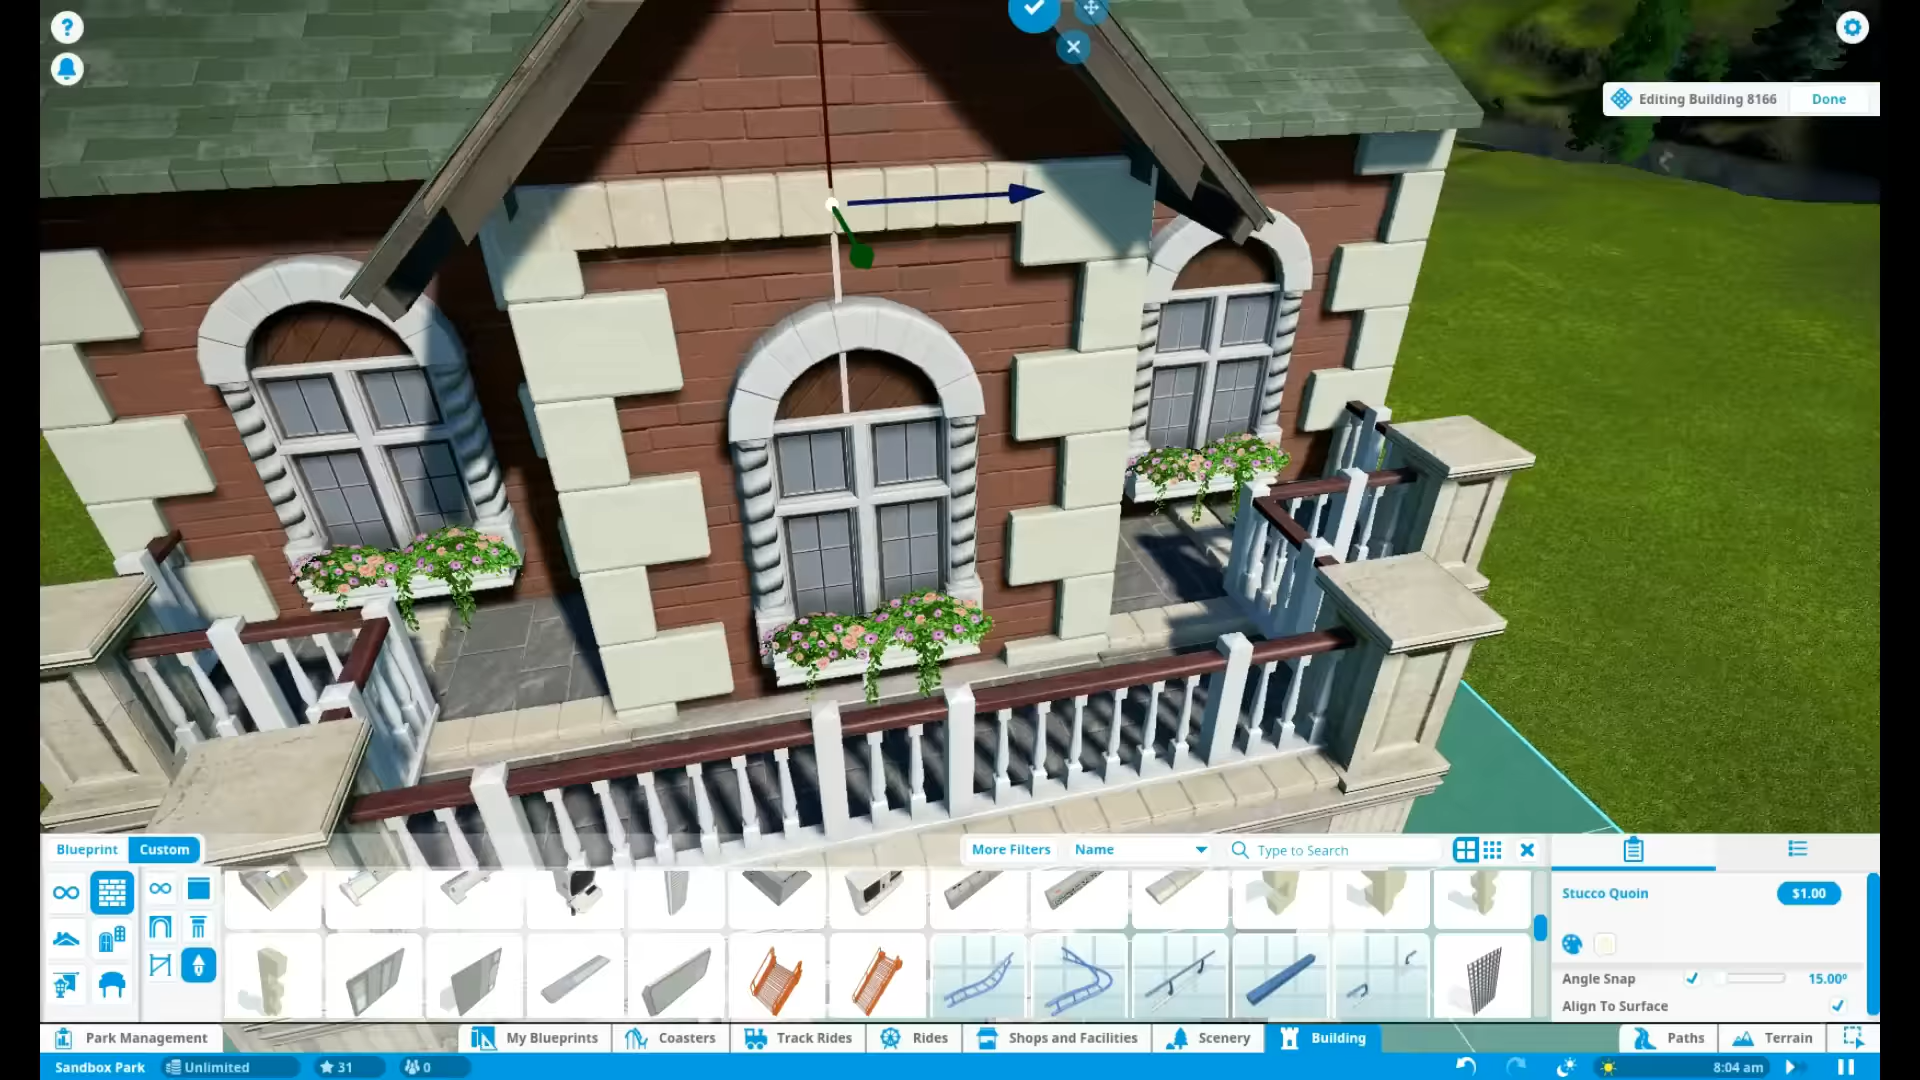 ?
Editing Building 8166 Done
Blueprint Custom
More Filters Name Type to Search
Stucco Quoin $1.00
Angle Snap 15.00°
Align To Surface
Park Management My Blueprints Coasters Track Rides Rides Shops and Facilities Scenery Building Paths Terrain
Sandbox Park Unlimited 31 0 8:04 am